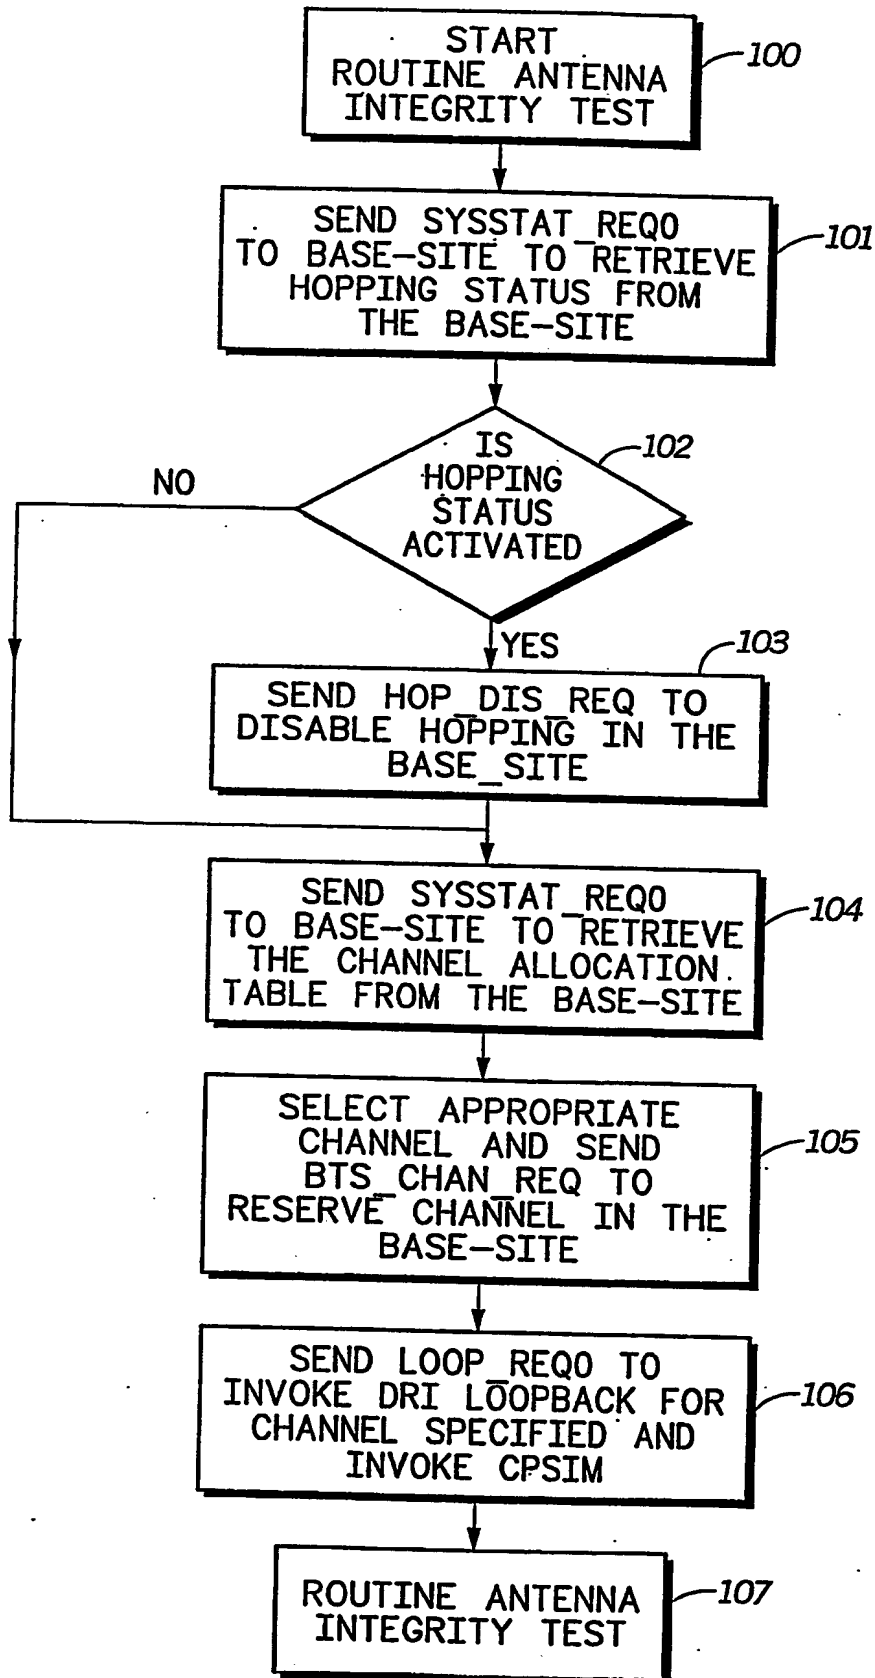 START
ROUTINE ANTENNA
INTEGRITY TEST
100
SEND SYSSTAT_REQ0
TO BASE-SITE TO RETRIEVE
HOPPING STATUS FROM
THE BASE-SITE
101
IS
HOPPING
STATUS
ACTIVATED
102
NO
YES
103
SEND HOP_DIS_REQ TO
DISABLE HOPPING IN THE
BASE_SITE
SEND SYSSTAT_REQ0
TO BASE-SITE TO RETRIEVE
THE CHANNEL ALLOCATION
TABLE FROM THE BASE-SITE
104
SELECT APPROPRIATE
CHANNEL AND SEND
BTS_CHAN_REQ TO
RESERVE CHANNEL IN THE
BASE-SITE
105
SEND LOOP_REQ0 TO
INVOKE DRI LOOPBACK FOR
CHANNEL SPECIFIED AND
INVOKE CPSIM
106
ROUTINE ANTENNA
INTEGRITY TEST
107